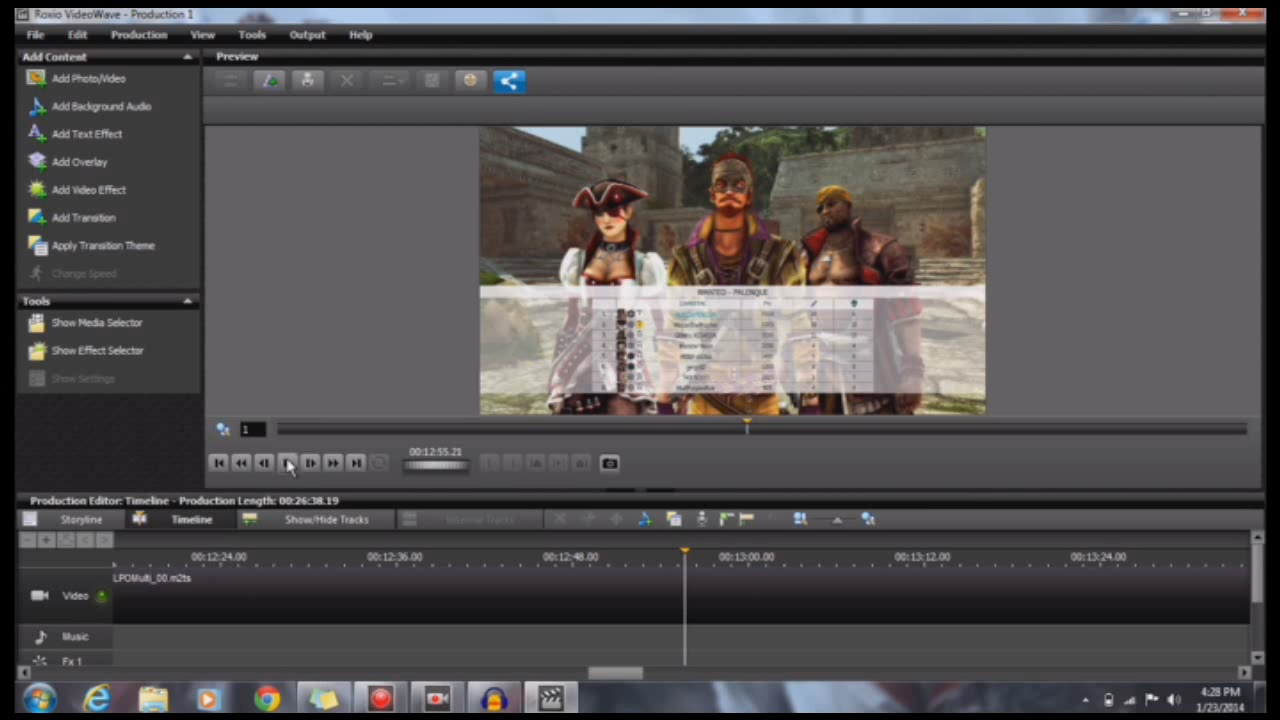 Roxio VideoWave - Production 1
File Edit Production View Tools Output Help
Add Content
Preview
Add Photo/Video
Add Background Audio
Add Text Effect
Add Overlay
Add Video Effect
Add Transition
Apply Transition Theme
Change Speed
Tools
Show Media Selector
Show Effect Selector
Show Settings
WANTED - PALENQUE
1
00:12:55.21
Production Editor: Timeline - Production Length: 00:26:38.19
Storyline Timeline Show/Hide Tracks Internal Tracks
00:12:24.00 00:12:36.00 00:12:48.00 00:13:00.00 00:13:12.00 00:13:24.00
LPOMulti_00.m2ts
Video
Music
Fx 1
4:28 PM
1/23/2014